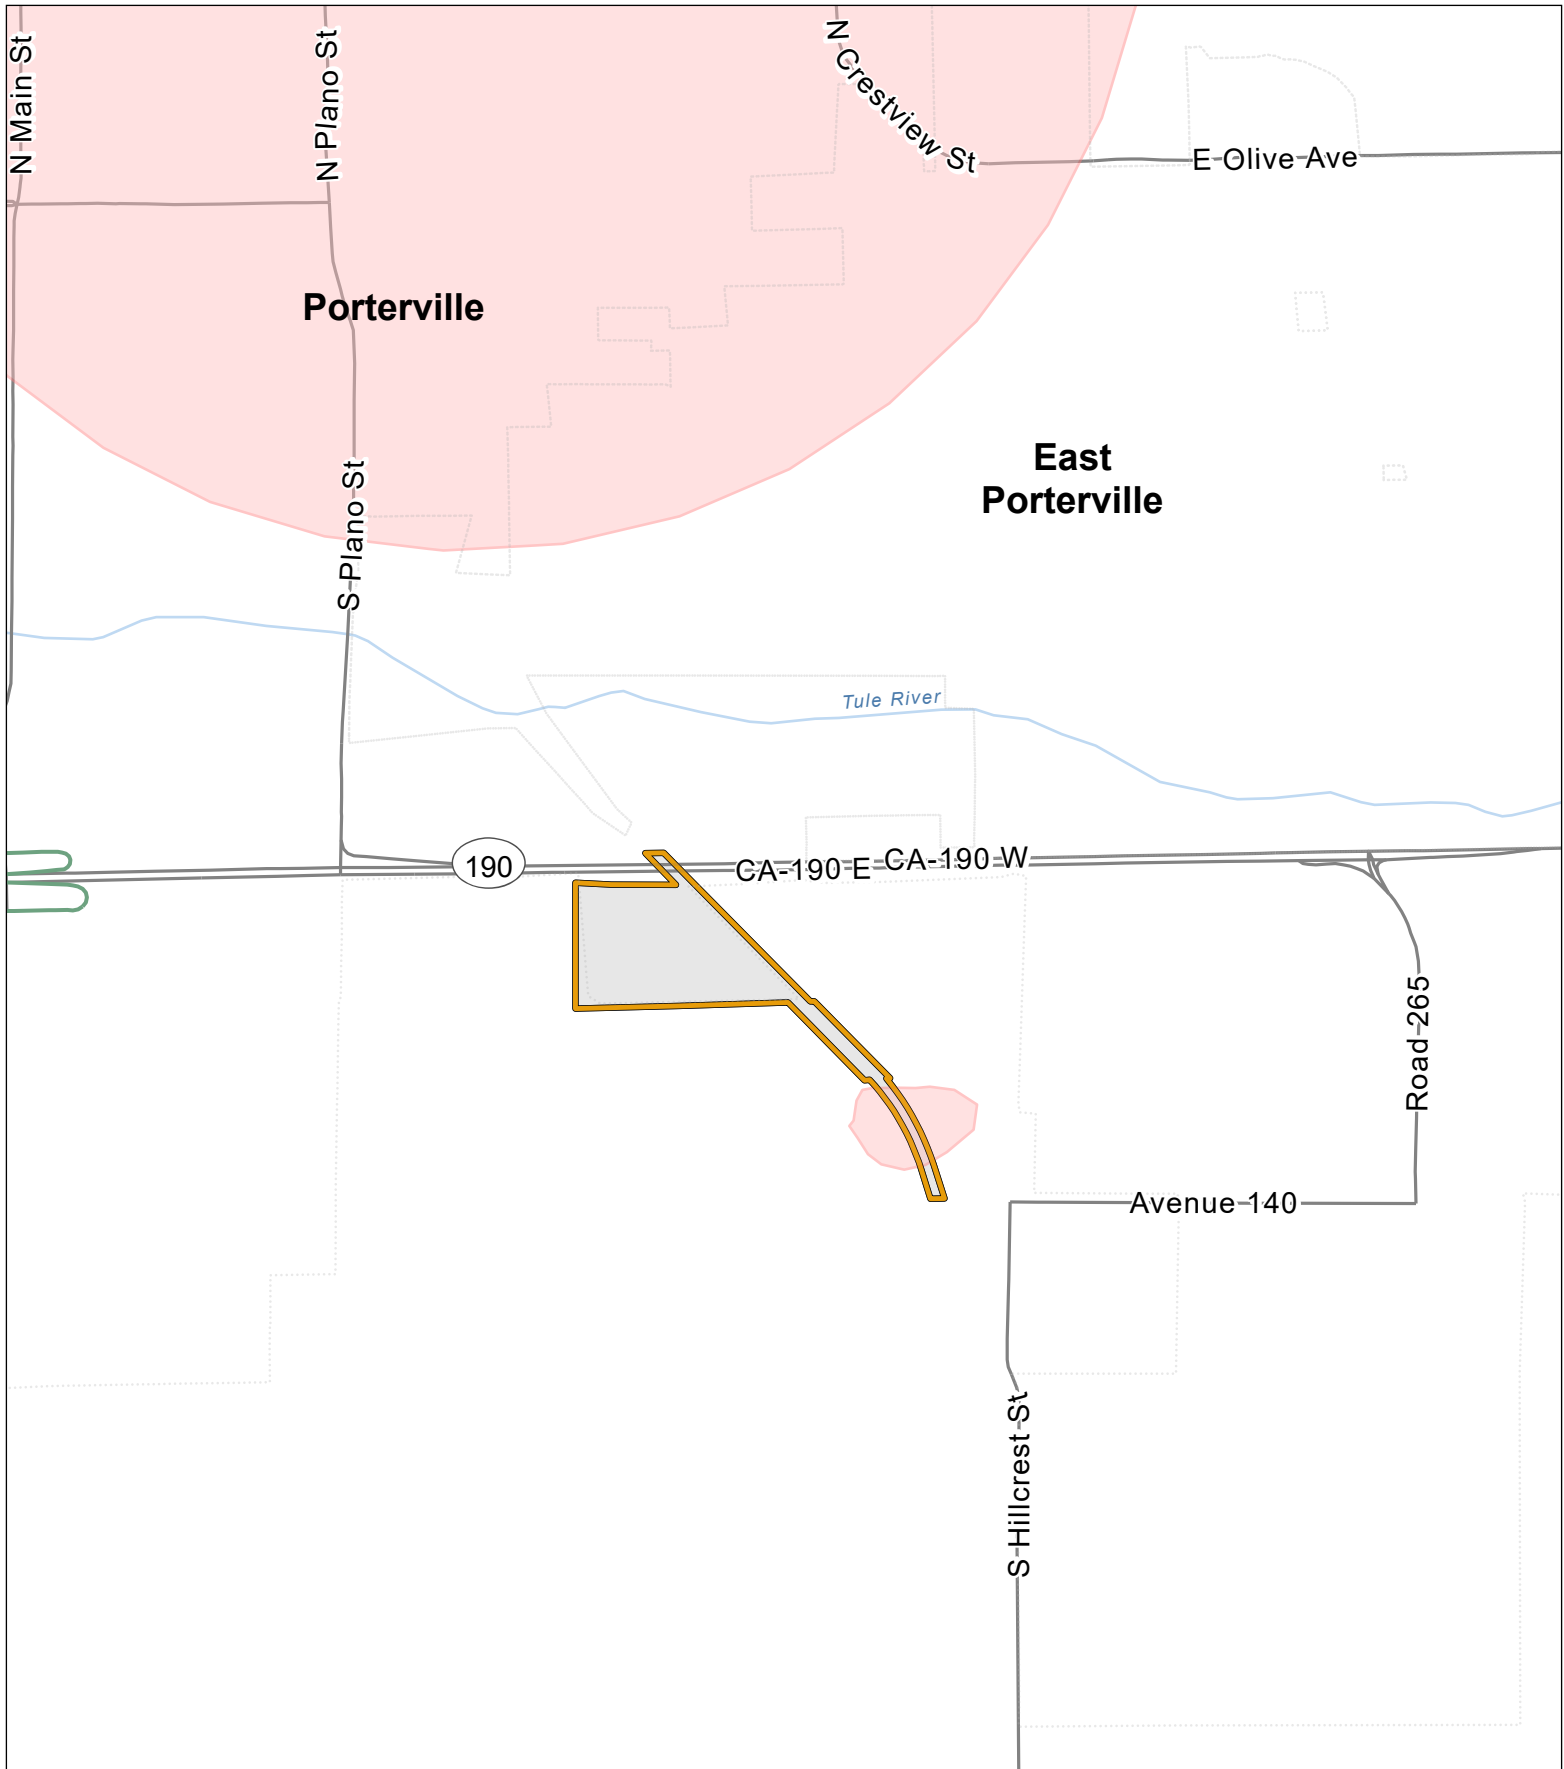 N Main St
N Plano St
N Crestview St
E Olive Ave
Porterville
East
Porterville
S Plano St
Tule River
190
CA-190 E
CA-190 W
Road 265
Avenue 140
S Hillcrest St